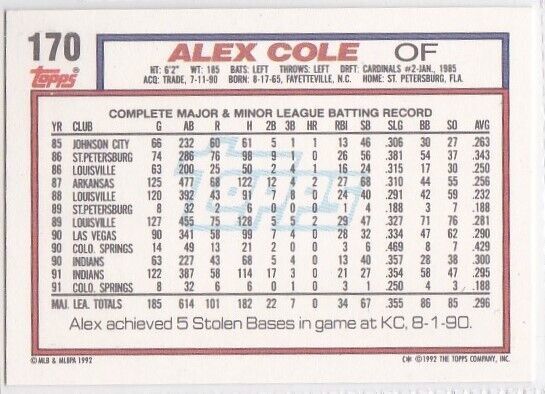 170
ALEX COLE OF
Topps
HT: 6'2" WT: 185 BATS: LEFT THROWS: LEFT DRFT: CARDINALS #2-JAN., 1985
ACQ: TRADE, 7-11-90 BORN: 8-17-65, FAYETTEVILLE, N.C. HOME: ST. PETERSBURG, FLA.
COMPLETE MAJOR & MINOR LEAGUE BATTING RECORD
YR CLUB G AB R H 2B 3B HR RBI SB SLG BB SO AVG
85 JOHNSON CITY 66 232 60 61 5 1 1 13 46 .306 30 27 .263
86 ST.PETERSBURG 74 286 76 98 9 1 0 26 56 .381 54 37 .343
86 LOUISVILLE 63 200 25 50 2 4 1 16 24 .315 17 30 .250
87 ARKANSAS 125 477 68 122 12 4 2 27 68 .310 44 55 .256
88 LOUISVILLE 120 392 43 91 7 8 0 24 40 .291 42 59 .232
89 ST.PETERSBURG 8 32 2 6 0 0 0 1 4 .188 3 7 .188
89 LOUISVILLE 127 455 75 128 5 5 2 29 47 .327 71 76 .281
90 LAS VEGAS 90 341 58 99 7 4 0 28 32 .334 47 62 .290
90 COLO. SPRINGS 14 49 13 21 2 0 0 3 6 .469 8 7 .429
90 INDIANS 63 227 43 68 5 4 0 13 40 .357 28 38 .300
91 INDIANS 122 387 58 114 17 3 0 21 27 .354 58 47 .295
91 COLO. SPRINGS 8 32 6 6 0 1 0 3 1 .250 4 3 .188
MAJ. LEA. TOTALS 185 614 101 182 22 7 0 34 67 .355 86 85 .296
Alex achieved 5 Stolen Bases in game at KC, 8-1-90.
© MLB & MLBPA 1992 C✻ ©1992 THE TOPPS COMPANY, INC.